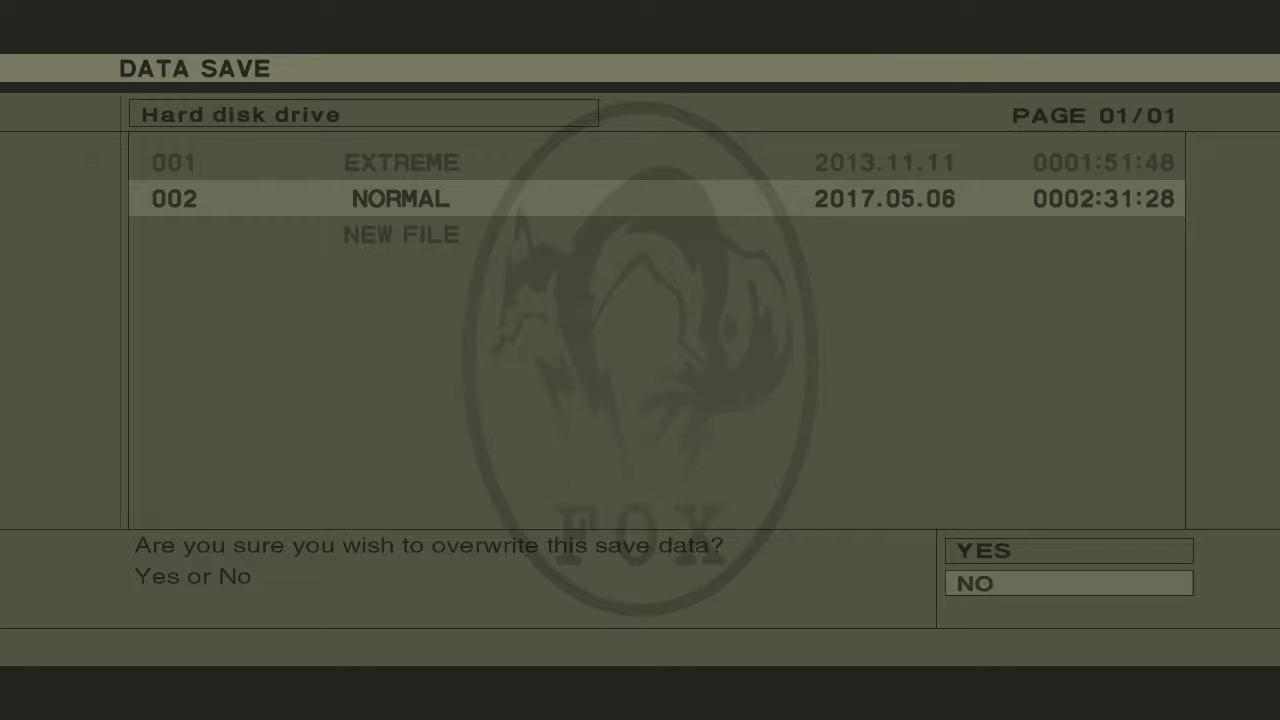 DATA SAVE
Hard disk drive PAGE 01/01
001 EXTREME 2013.11.11 0001:51:48
002 NORMAL 2017.05.06 0002:31:28
NEW FILE
FOX
Are you sure you wish to overwrite this save data?
Yes or No
YES
NO